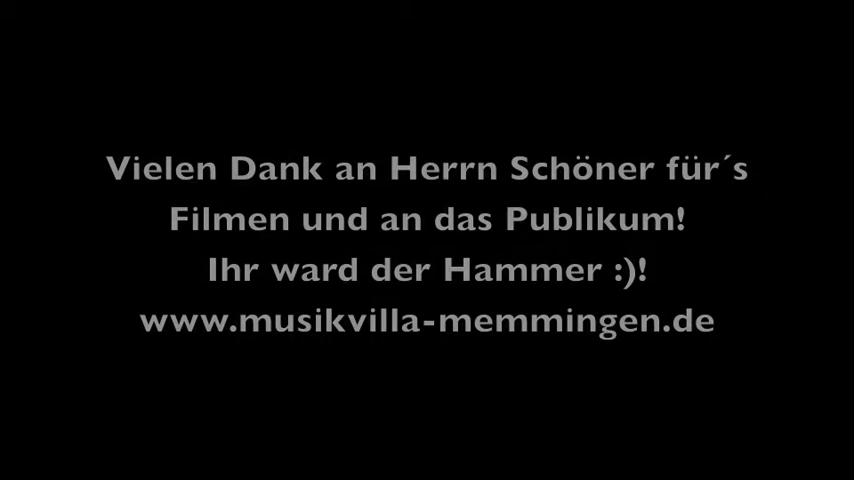 Vielen Dank an Herrn Schöner für´s
Filmen und an das Publikum!
Ihr ward der Hammer :)!
www.musikvilla-memmingen.de